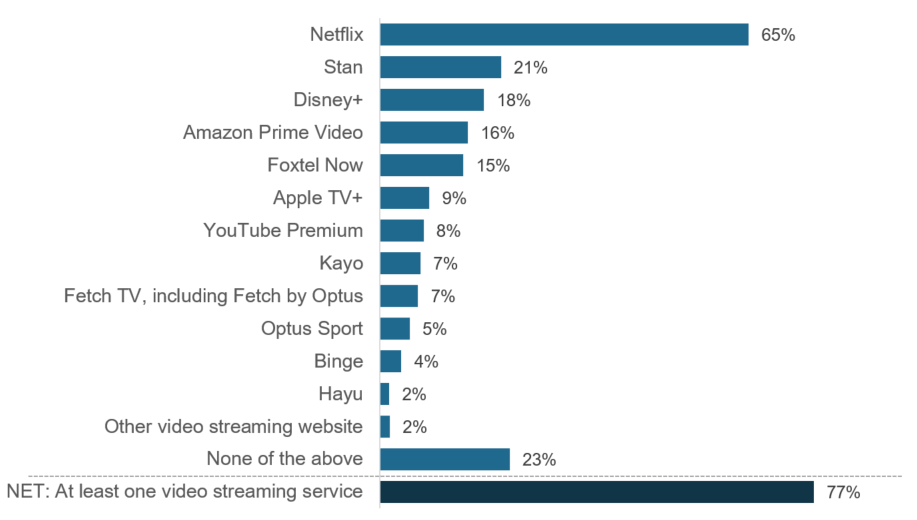 Netflix 65%
Stan 21%
Disney+ 18%
Amazon Prime Video 16%
Foxtel Now 15%
Apple TV+ 9%
YouTube Premium 8%
Kayo 7%
Fetch TV, including Fetch by Optus 7%
Optus Sport 5%
Binge 4%
Hayu 2%
Other video streaming website 2%
None of the above 23%
NET: At least one video streaming service 77%